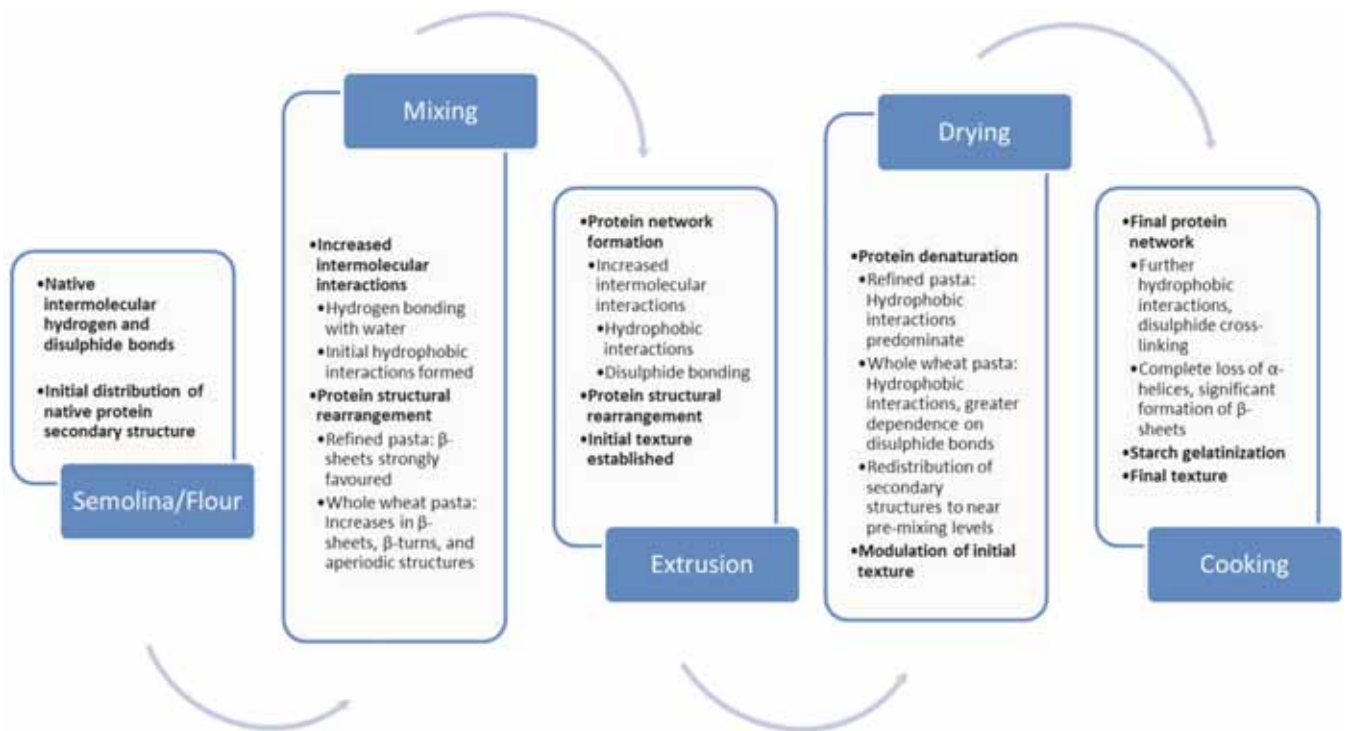 •Native
intermolecular
hydrogen and
disulphide bonds
•Initial distribution of
native protein
secondary structure
Semolina/Flour
Mixing
•Increased
intermolecular
interactions
•Hydrogen bonding
with water
•Initial hydrophobic
interactions formed
•Protein structural
rearrangement
•Refined pasta: β-
sheets strongly
favoured
•Whole wheat pasta:
Increases in β-
sheets, β-turns, and
aperiodic structures
•Protein network
formation
•Increased
intermolecular
interactions
•Hydrophobic
interactions
•Disulphide bonding
•Protein structural
rearrangement
•Initial texture
established
Extrusion
Drying
•Protein denaturation
•Refined pasta:
Hydrophobic
interactions
predominate
•Whole wheat pasta:
Hydrophobic
interactions, greater
dependence on
disulphide bonds
•Redistribution of
secondary
structures to near
pre-mixing levels
•Modulation of initial
texture
•Final protein
network
•Further
hydrophobic
interactions,
disulphide cross-
linking
•Complete loss of α-
helices, significant
formation of β-
sheets
•Starch gelatinization
•Final texture
Cooking